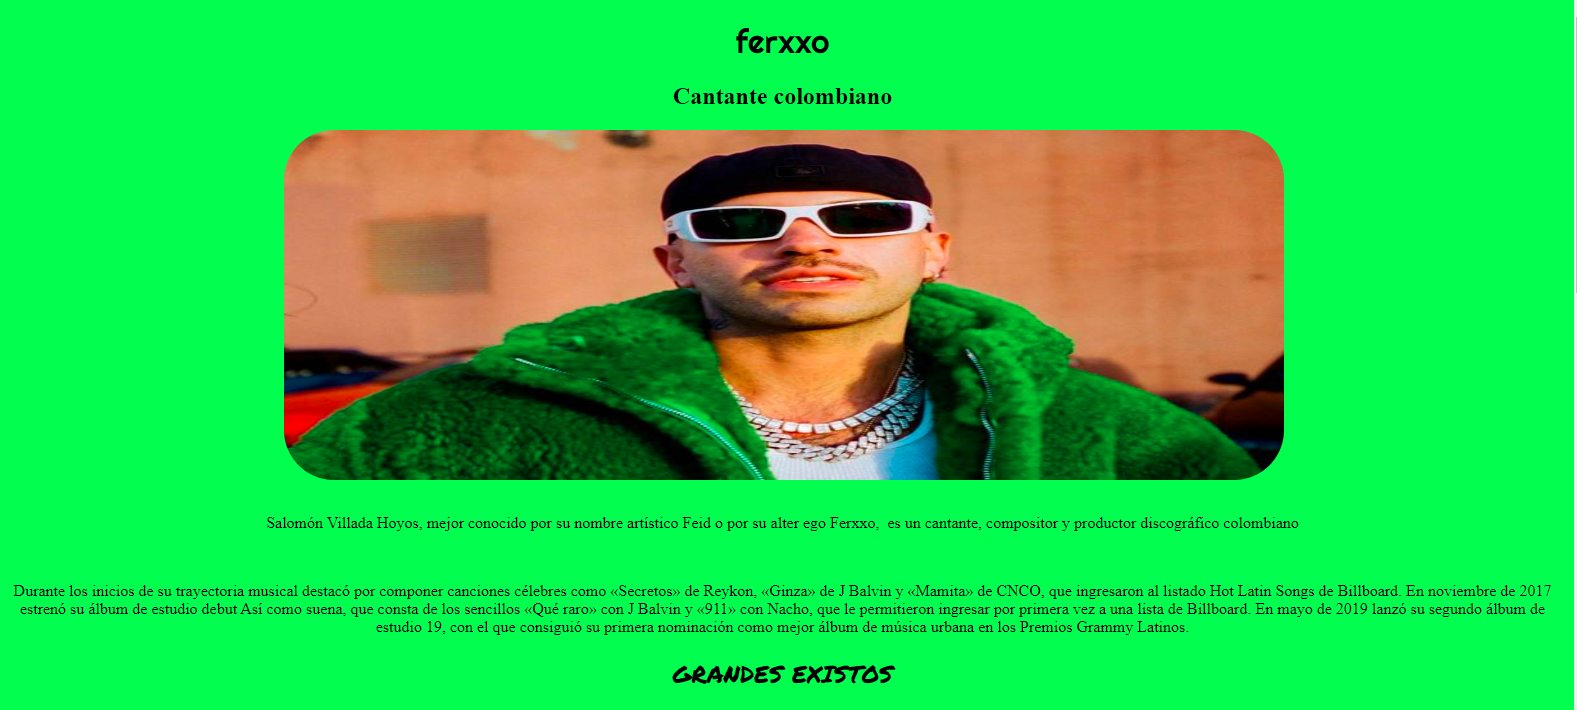 ferxxo
Cantante colombiano
Salomón Villada Hoyos, mejor conocido por su nombre artístico Feid o por su alter ego Ferxxo,  es un cantante, compositor y productor discográfico colombiano
Durante los inicios de su trayectoria musical destacó por componer canciones célebres como «Secretos» de Reykon, «Ginza» de J Balvin y «Mamita» de CNCO, que ingresaron al listado Hot Latin Songs de Billboard. En noviembre de 2017
estrenó su álbum de estudio debut Así como suena, que consta de los sencillos «Qué raro» con J Balvin y «911» con Nacho, que le permitieron ingresar por primera vez a una lista de Billboard. En mayo de 2019 lanzó su segundo álbum de
estudio 19, con el que consiguió su primera nominación como mejor álbum de música urbana en los Premios Grammy Latinos.
GRANDES EXISTOS